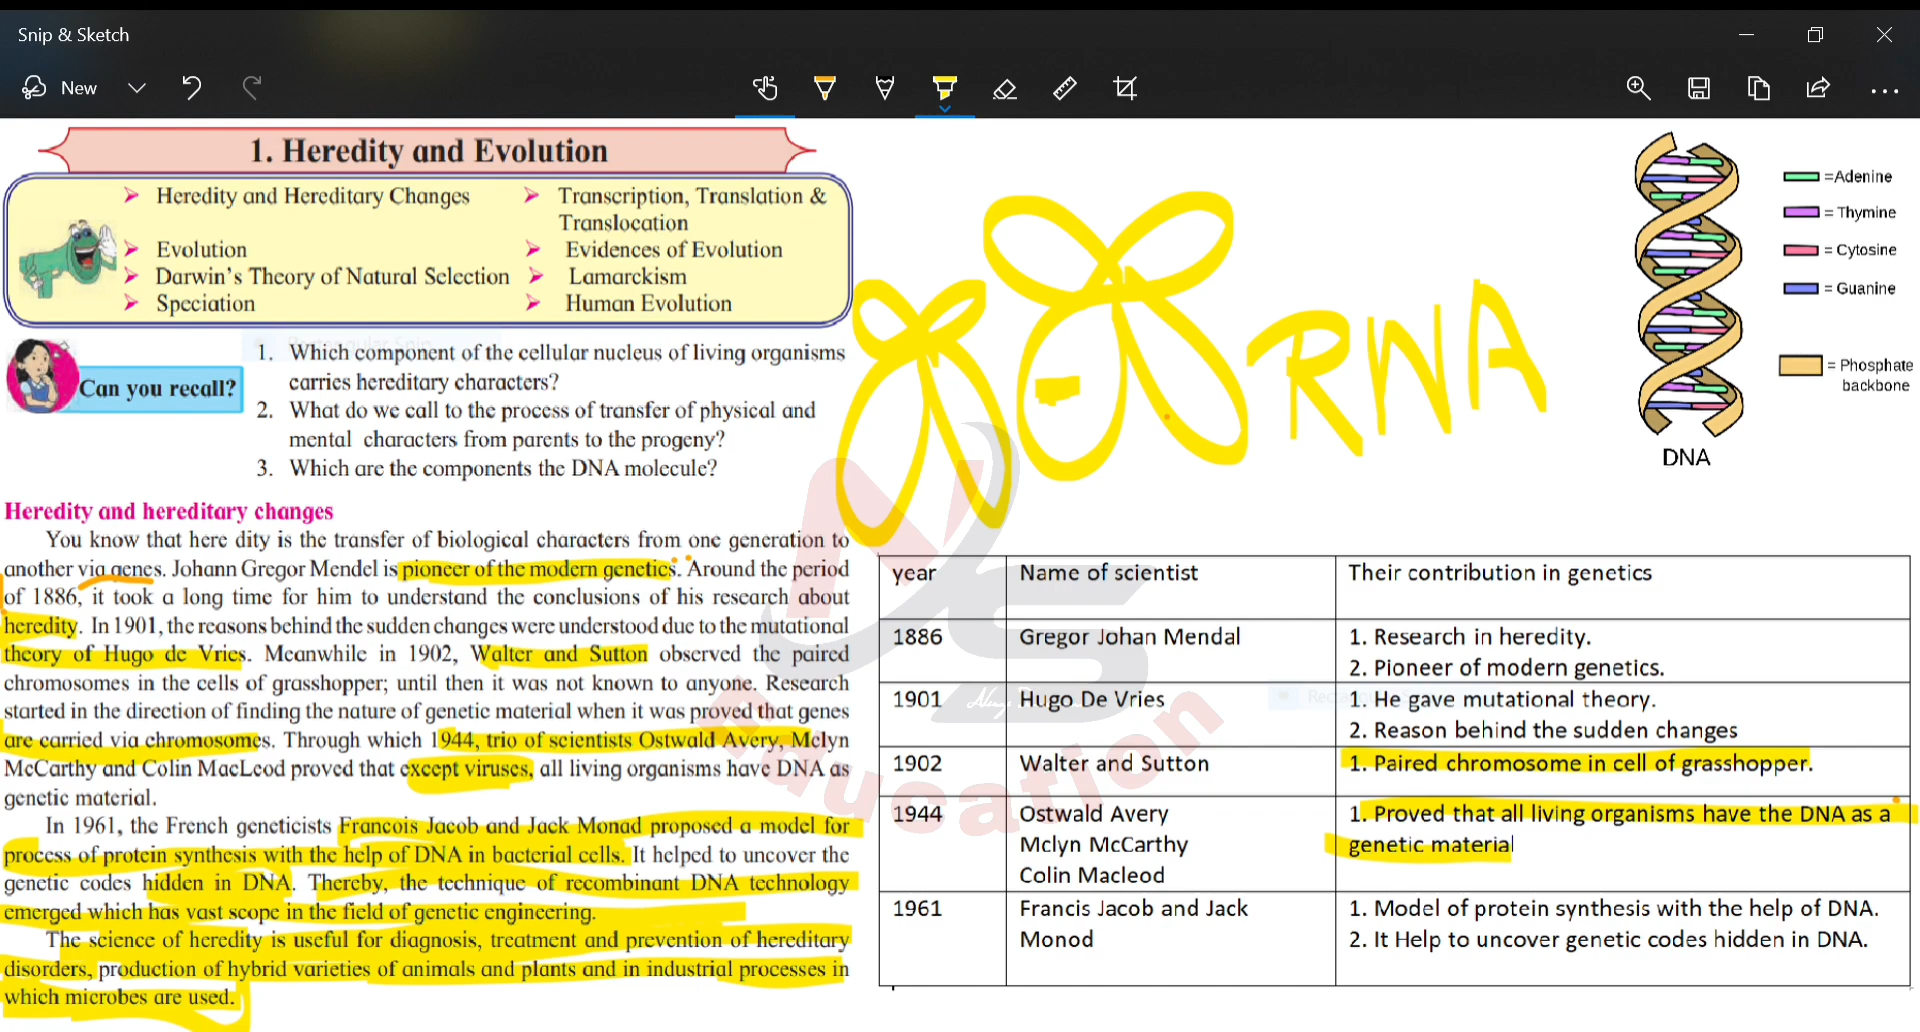 Snip & Sketch
New
1. Heredity and Evolution
Heredity and Hereditary Changes
Transcription, Translation &
Translocation
Evolution
Evidences of Evolution
Darwin's Theory of Natural Selection
Lamarckism
Speciation
Human Evolution
Can you recall?
1. Which component of the cellular nucleus of living organisms
carries hereditary characters?
2. What do we call to the process of transfer of physical and
mental characters from parents to the progeny?
3. Which are the components the DNA molecule?
Heredity and hereditary changes
You know that here dity is the transfer of biological characters from one generation to
another via genes. Johann Gregor Mendel is pioneer of the modern genetics. Around the period
of 1886, it took a long time for him to understand the conclusions of his research about
heredity. In 1901, the reasons behind the sudden changes were understood due to the mutational
theory of Hugo de Vries. Meanwhile in 1902, Walter and Sutton observed the paired
chromosomes in the cells of grasshopper; until then it was not known to anyone. Research
started in the direction of finding the nature of genetic material when it was proved that genes
are carried via chromosomes. Through which 1944, trio of scientists Ostwald Avery, Mclyn
McCarthy and Colin MacLeod proved that except viruses, all living organisms have DNA as
genetic material.
In 1961, the French geneticists Francois Jacob and Jack Monad proposed a model for
process of protein synthesis with the help of DNA in bacterial cells. It helped to uncover the
genetic codes hidden in DNA. Thereby, the technique of recombinant DNA technology
emerged which has vast scope in the field of genetic engineering.
The science of heredity is useful for diagnosis, treatment and prevention of hereditary
disorders, production of hybrid varieties of animals and plants and in industrial processes in
which microbes are used.
RNA
=Adenine
= Thymine
= Cytosine
= Guanine
= Phosphate
backbone
DNA
year Name of scientist Their contribution in genetics
1886 Gregor Johan Mendal 1. Research in heredity.
2. Pioneer of modern genetics.
1901 Hugo De Vries 1. He gave mutational theory.
2. Reason behind the sudden changes
1902 Walter and Sutton 1. Paired chromosome in cell of grasshopper.
1944 Ostwald Avery 1. Proved that all living organisms have the DNA as a
Mclyn McCarthy genetic material
Colin Macleod
1961 Francis Jacob and Jack 1. Model of protein synthesis with the help of DNA.
Monod 2. It Help to uncover genetic codes hidden in DNA.
Education